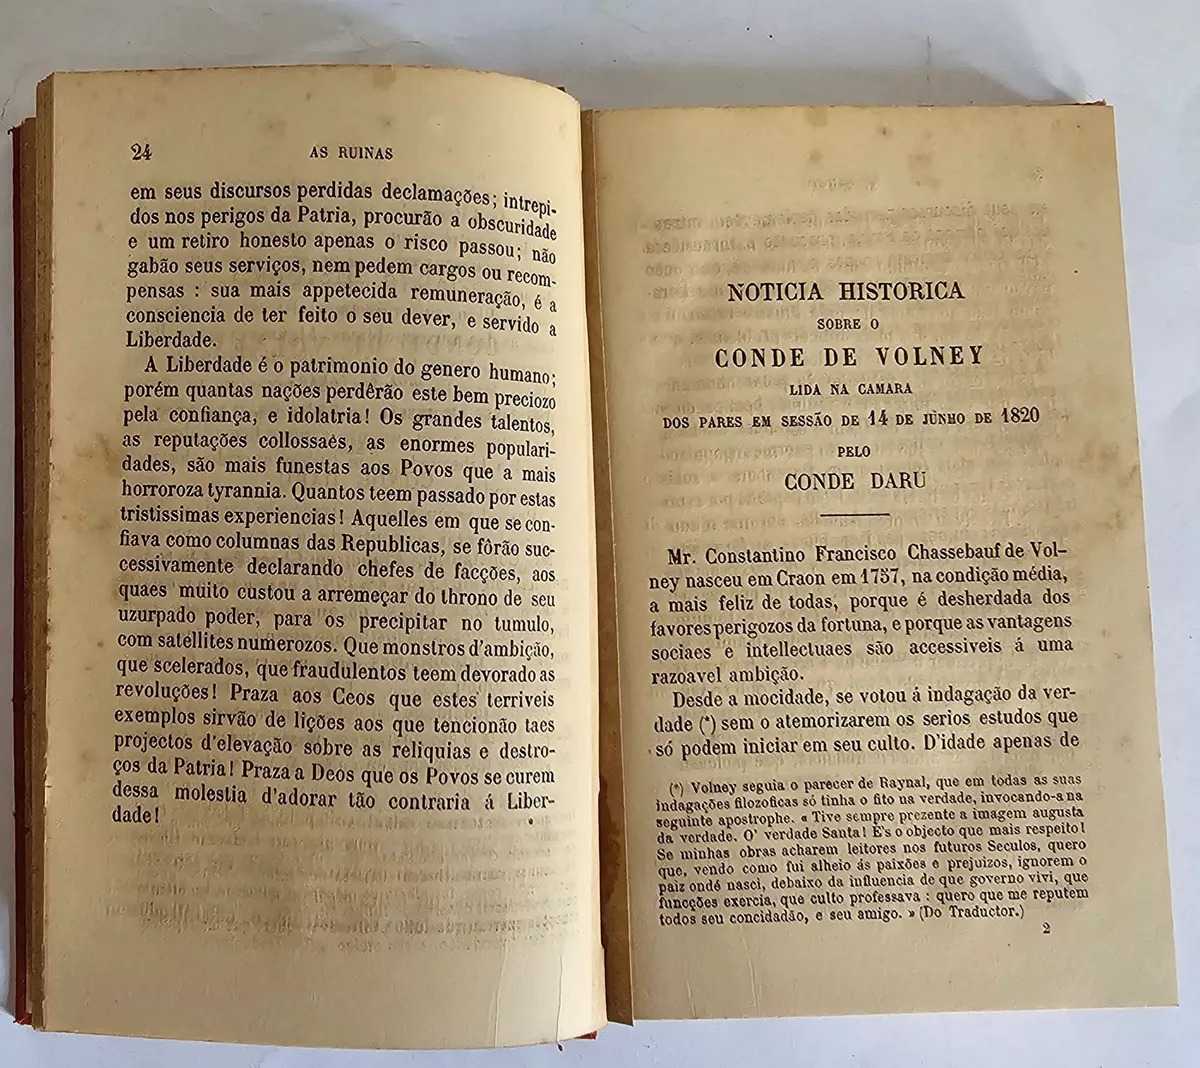 24 AS RUINAS
em seus discursos perdidas declamações; intrepi-
dos nos perigos da Patria, procurão a obscuridade
e um retiro honesto apenas o risco passou; não
gabão seus serviços, nem pedem cargos ou recom-
pensas : sua mais appetecida remuneração, é a
consciencia de ter feito o seu dever, e servido a
Liberdade.
A Liberdade é o patrimonio do genero humano;
porém quantas nações perdêrão este bem preciozo
pela confiança, e idolatria! Os grandes talentos,
as reputações collossaes, as enormes populari-
dades, são mais funestas aos Povos que a mais
horroroza tyrannia. Quantos teem passado por estas
tristissimas experiencias! Aquelles em que se con-
fiava como columnas das Republicas, se fôrão suc-
cessivamente declarando chefes de facções, aos
quaes muito custou a arremeçar do throno de seu
uzurpado poder, para os precipitar no tumulo,
com satéllites numerozos. Que monstros d'ambição,
que scelerados, que fraudulentos teem devorado as
revoluções! Praza aos Ceos que estes terriveis
exemplos sirvão de lições aos que tencionão taes
projectos d'elevação sobre as reliquias e destro-
ços da Patria! Praza a Deos que os Povos se curem
dessa molestia d'adorar tão contraria á Liber-
dade!
NOTICIA HISTORICA
SOBRE O
CONDE DE VOLNEY
LIDA NA CAMARA
DOS PARES EM SESSÃO DE 14 DE JUNHO DE 1820
PELO
CONDE DARU
Mr. Constantino Francisco Chassebauf de Vol-
ney nasceu em Craon em 1757, na condição média,
a mais feliz de todas, porque é desherdada dos
favores perigozos da fortuna, e porque as vantagens
sociaes e intellectuaes são accessiveis á uma
razoavel ambição.
Desde a mocidade, se votou á indagação da ver-
dade (*) sem o atemorizarem os serios estudos que
só podem iniciar em seu culto. D'idade apenas de
(*) Volney seguia o parecer de Raynal, que em todas as suas
indagações filozoficas só tinha o fito na verdade, invocando-a na
seguinte apostrophe. « Tive sempre prezente a imagem augusta
da verdade. O' verdade Santa! E's o objecto que mais respeito!
Se minhas obras acharem leitores nos futuros Seculos, quero
que, vendo como fui alheio ás paixões e prejuizos, ignorem o
paiz onde nasci, debaixo da influencia de que governo vivi, que
funcções exercia, que culto professava : quero que me reputem
todos seu concidadão, e seu amigo. » (Do Traductor.)
2